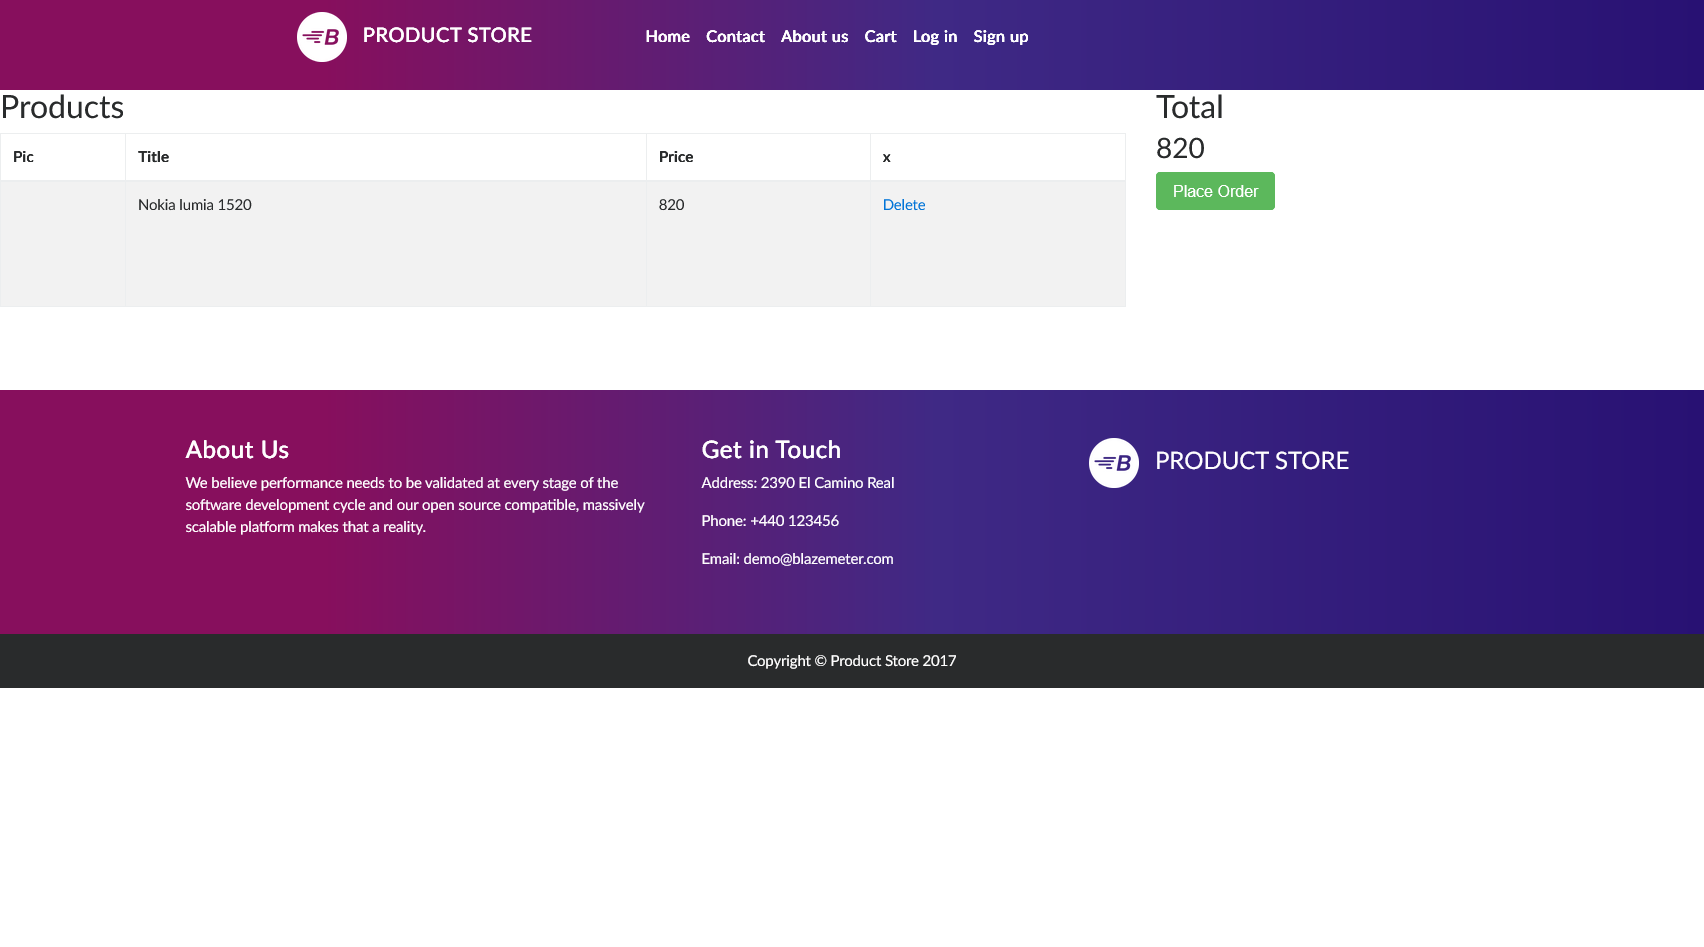 B PRODUCT STORE Home Contact About us Cart Log in Sign up
Products
Total
820
Place Order
Pic Title Price x
Nokia lumia 1520 820 Delete
About Us
We believe performance needs to be validated at every stage of the
software development cycle and our open source compatible, massively
scalable platform makes that a reality.
Get in Touch
Address: 2390 El Camino Real
Phone: +440 123456
Email: demo@blazemeter.com
B PRODUCT STORE
Copyright © Product Store 2017